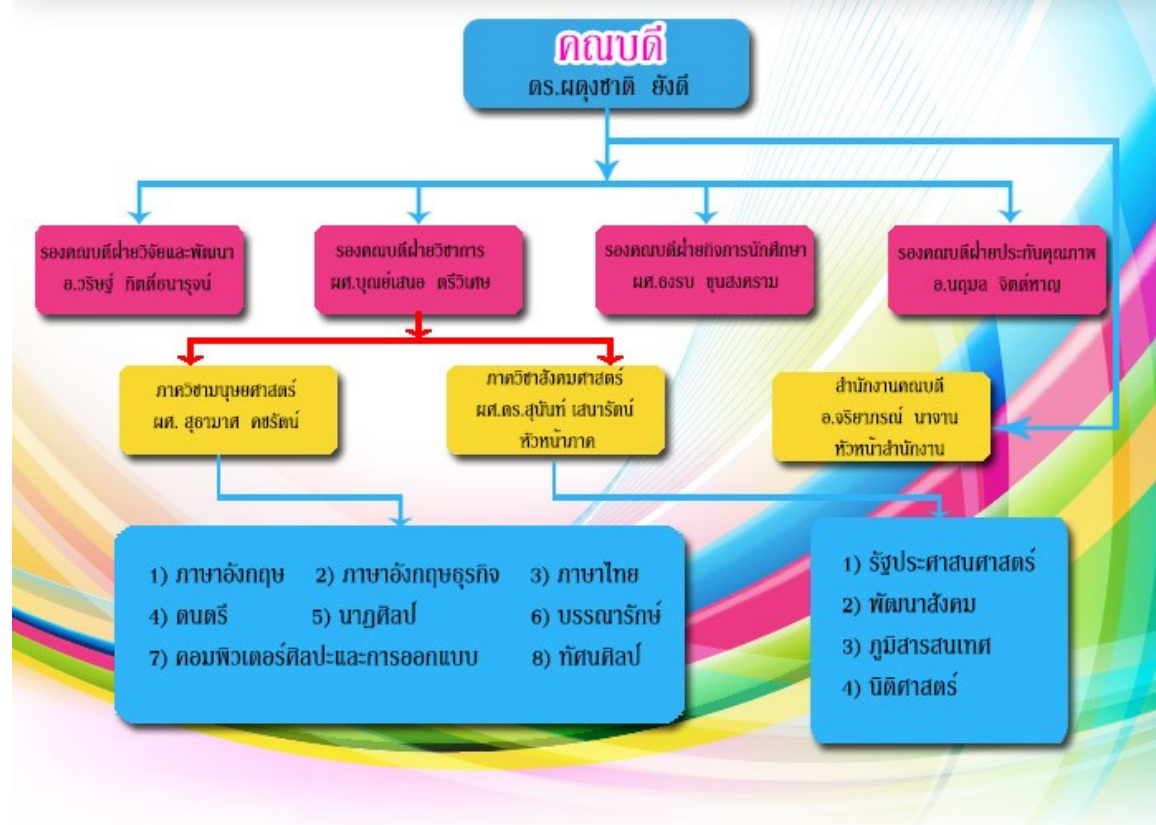 คณบดี
ดร.ผดุงชาติ ยังดี
รองคณบดีฝ่ายวิจัยและพัฒนา
อ.วริษฐ์ กิตติ์ธนารุจน์
รองคณบดีฝ่ายวิชาการ
ผศ.บุณย์เสนอ ตรีวิเศษ
รองคณบดีฝ่ายกิจการนักศึกษา
ผศ.ธงรบ ขุนสงคราม
รองคณบดีฝ่ายประกันคุณภาพ
อ.นฤมล จิตต์หาญ
ภาควิชามนุษยศาสตร์
ผศ. สุธามาศ คชรัตน์
ภาควิชาสังคมศาสตร์
ผศ.ดร.สุนันท์ เสนารัตน์
หัวหน้าภาค
สำนักงานคณบดี
อ.จริยาภรณ์ นาจาน
หัวหน้าสำนักงาน
1) ภาษาอังกฤษ 2) ภาษาอังกฤษธุรกิจ 3) ภาษาไทย
4) ดนตรี 5) นาฏศิลป์ 6) บรรณารักษ์
7) คอมพิวเตอร์ศิลปะและการออกแบบ 8) ทัศนศิลป์
1) รัฐประศาสนศาสตร์
2) พัฒนาสังคม
3) ภูมิสารสนเทศ
4) นิติศาสตร์